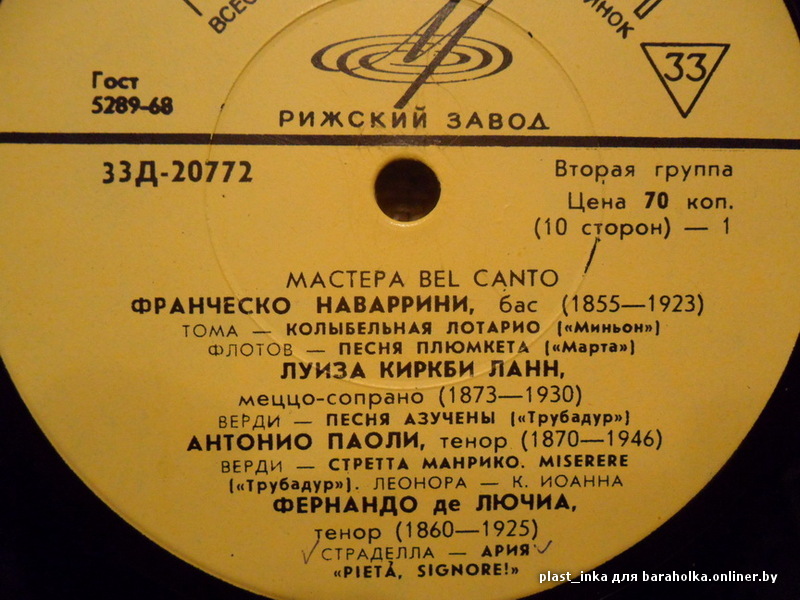 33
Гост
5289-68
РИЖСКИЙ ЗАВОД
33Д-20772
Вторая группа
Цена 70 коп.
(10 сторон) — 1
МАСТЕРА BEL CANTO
ФРАНЧЕСКО НАВАРРИНИ, бас (1855—1923)
ТОМА — КОЛЫБЕЛЬНАЯ ЛОТАРИО («Миньон»)
ФЛОТОВ — ПЕСНЯ ПЛЮМКЕТА («Марта»)
ЛУИЗА КИРКБИ ЛАНН,
меццо-сопрано (1873—1930)
ВЕРДИ — ПЕСНЯ АЗУЧЕНЫ («Трубадур»)
АНТОНИО ПАОЛИ, тенор (1870—1946)
ВЕРДИ — СТРЕТТА МАНРИКО. MISERERE
(«Трубадур»). ЛЕОНОРА — К. ИОАННА
ФЕРНАНДО де ЛЮЧИА,
тенор (1860—1925)
СТРАДЕЛЛА — АРИЯ
«PIETÀ, SIGNORE!»
plast_inka для baraholka.onliner.by